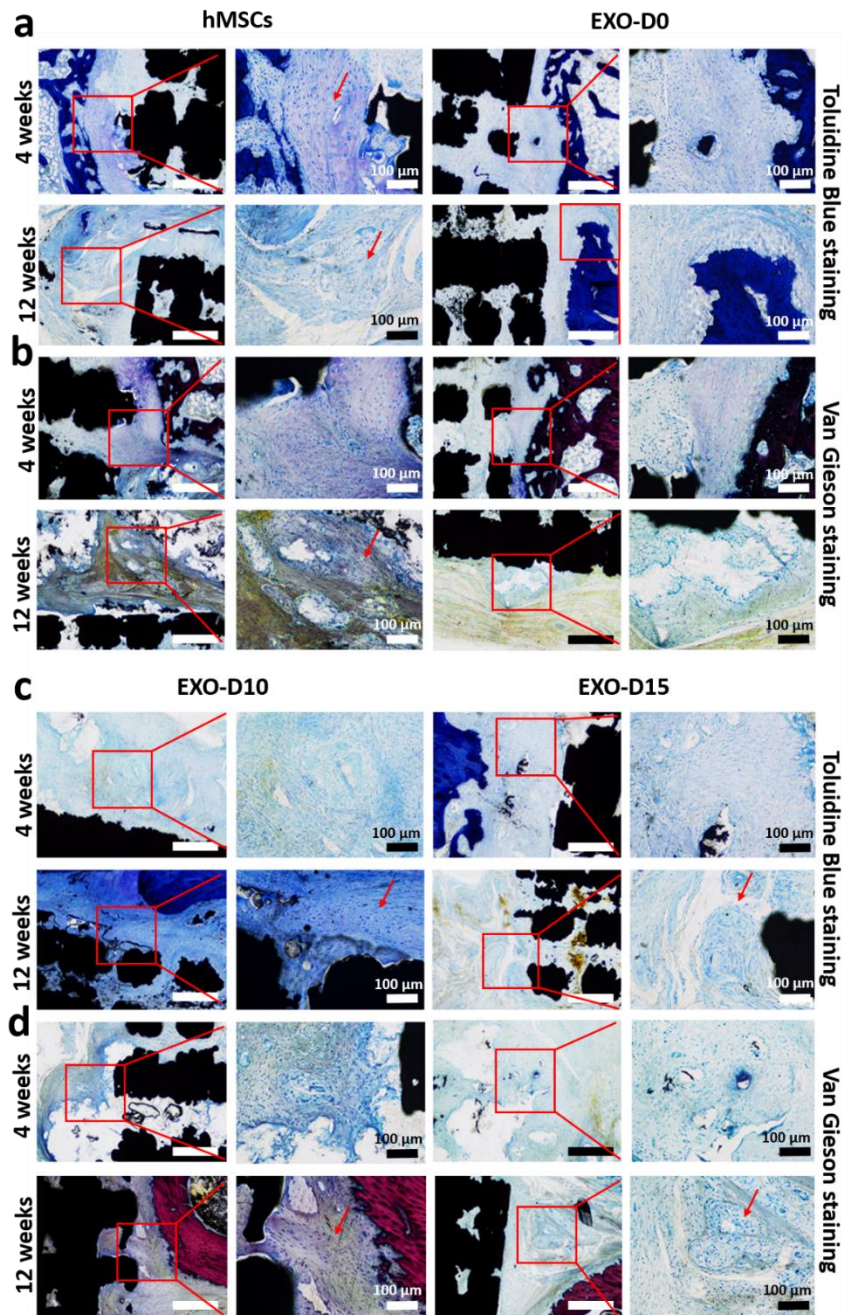 a
hMSCs EXO-D0
4 weeks
100 µm 100 µm
Toluidine Blue staining
12 weeks
100 µm 100 µm
b
4 weeks
100 µm 100 µm
Van Gieson staining
12 weeks
100 µm 100 µm
c
EXO-D10 EXO-D15
4 weeks
100 µm 100 µm
Toluidine Blue staining
12 weeks
100 µm 100 µm
d
4 weeks
100 µm 100 µm
Van Gieson staining
12 weeks
100 µm 100 µm